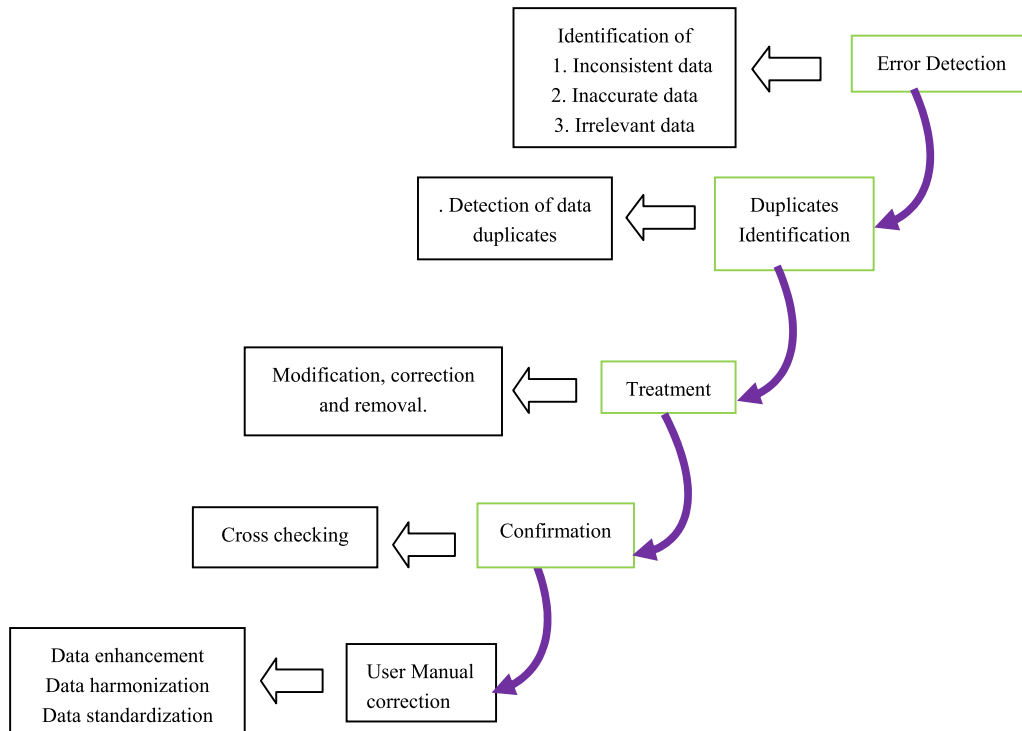 Identification of
1. Inconsistent data
2. Inaccurate data
3. Irrelevant data
Error Detection
. Detection of data
duplicates
Duplicates
Identification
Modification, correction
and removal.
Treatment
Cross checking
Confirmation
Data enhancement
Data harmonization
Data standardization
User Manual
correction